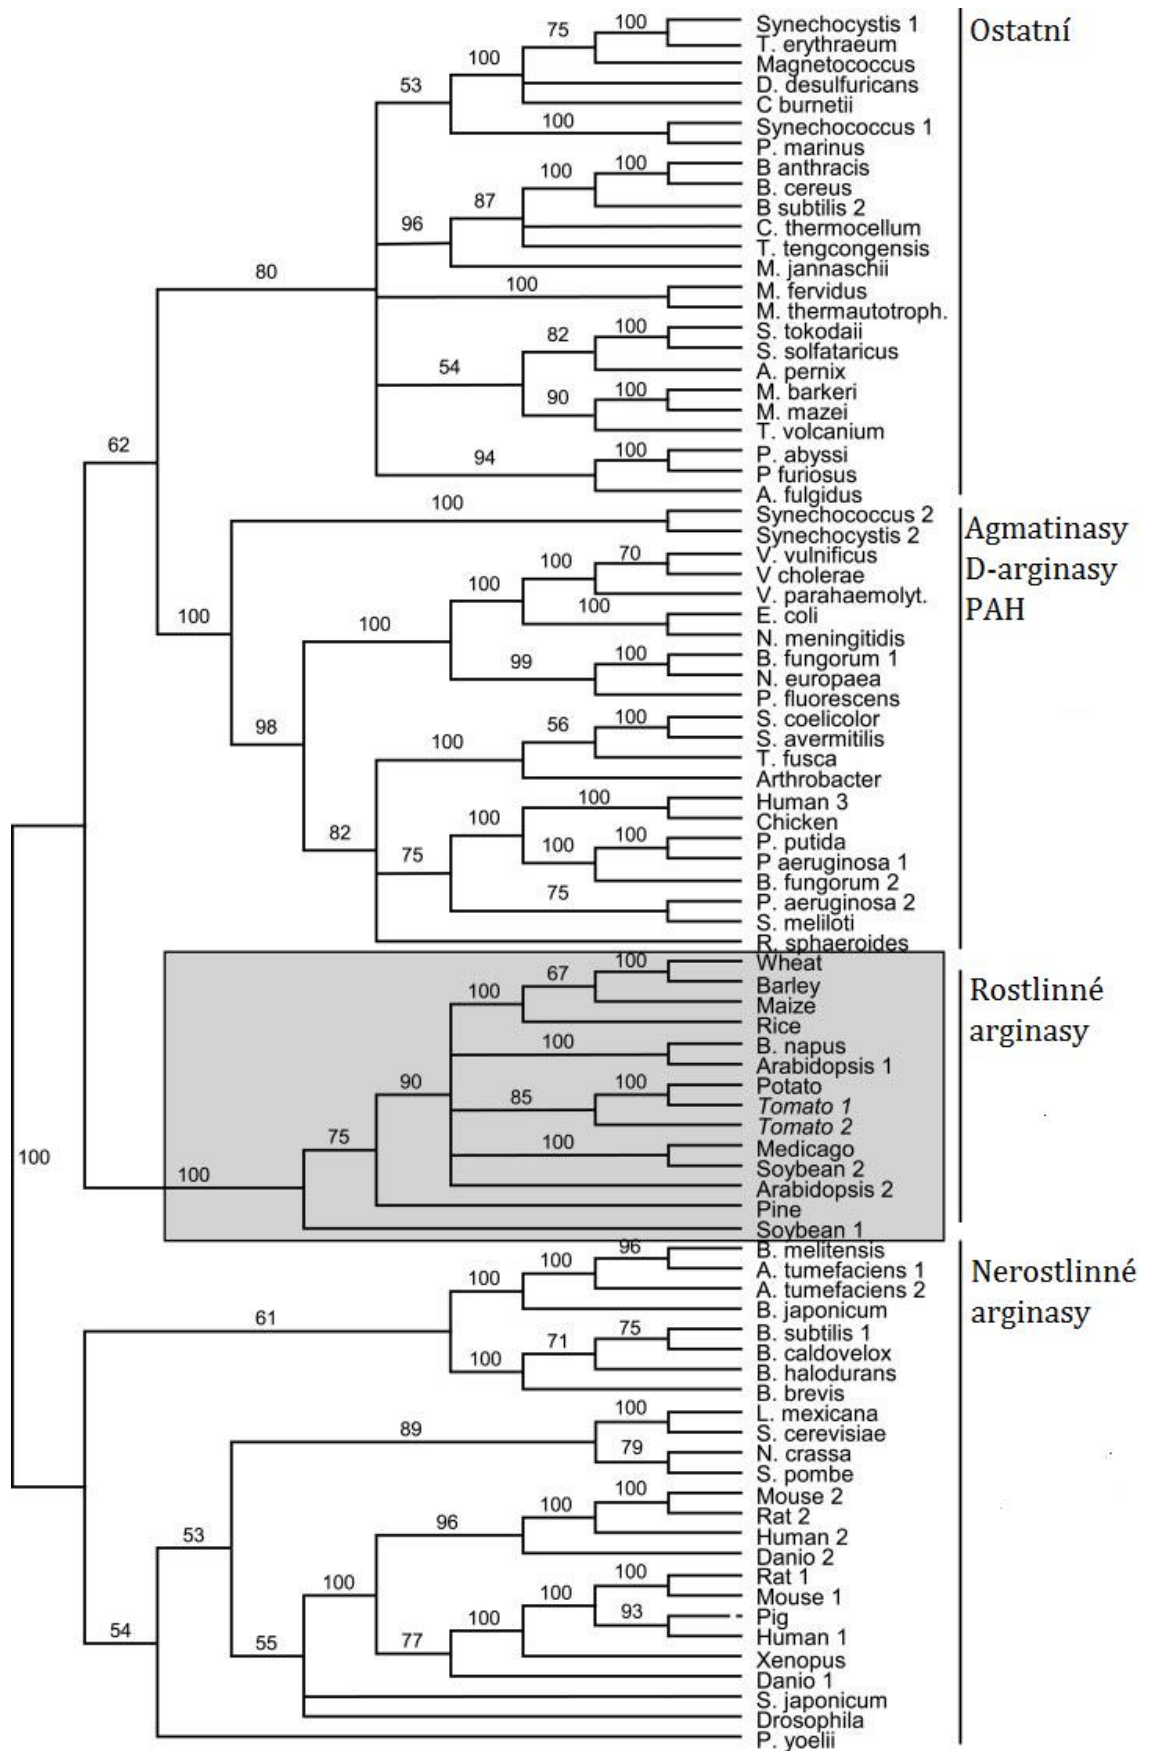 75
100
Synechocystis 1
T. erythraeum
100
Magnetococcus
53
D. desulfuricans
C burnetii
100
Synechococcus 1
P. marinus
100
100
B anthracis
B. cereus
87
B subtilis 2
96
C. thermocellum
T. tengcongensis
M. jannaschii
80
100
M. fervidus
M. thermautotroph.
82
100
S. tokodaii
S. solfataricus
54
A. pernix
90
100
M. barkeri
M. mazei
T. volcanium
62
94
100
P. abyssi
P furiosus
A. fulgidus
Ostatní
100
Synechococcus 2
Synechocystis 2
100
70
V. vulnificus
V cholerae
100
V. parahaemolyt.
100
100
100
E. coli
N. meningitidis
99
100
B. fungorum 1
N. europaea
P. fluorescens
98
56
100
S. coelicolor
S. avermitilis
100
T. fusca
Arthrobacter
100
Human 3
Chicken
82
100
75
100
100
P. putida
P aeruginosa 1
B. fungorum 2
75
P. aeruginosa 2
S. meliloti
R. sphaeroides
Agmatinasy
D-arginasy
PAH
67
100
Wheat
Barley
100
Maize
Rice
100
B. napus
Arabidopsis 1
90
85
100
Potato
Tomato 1
Tomato 2
75
100
Medicago
Soybean 2
100
100
Arabidopsis 2
Pine
Soybean 1
Rostlinné
arginasy
96
B. melitensis
100
A. tumefaciens 1
100
A. tumefaciens 2
B. japonicum
61
71
75
B. subtilis 1
B. caldovelox
100
B. halodurans
B. brevis
89
100
L. mexicana
S. cerevisiae
79
N. crassa
S. pombe
100
100
Mouse 2
Rat 2
53
96
Human 2
Danio 2
100
100
100
Rat 1
Mouse 1
54
55
77
100
93
Pig
Human 1
Xenopus
Danio 1
S. japonicum
Drosophila
P. yoelii
Nerostlinné
arginasy